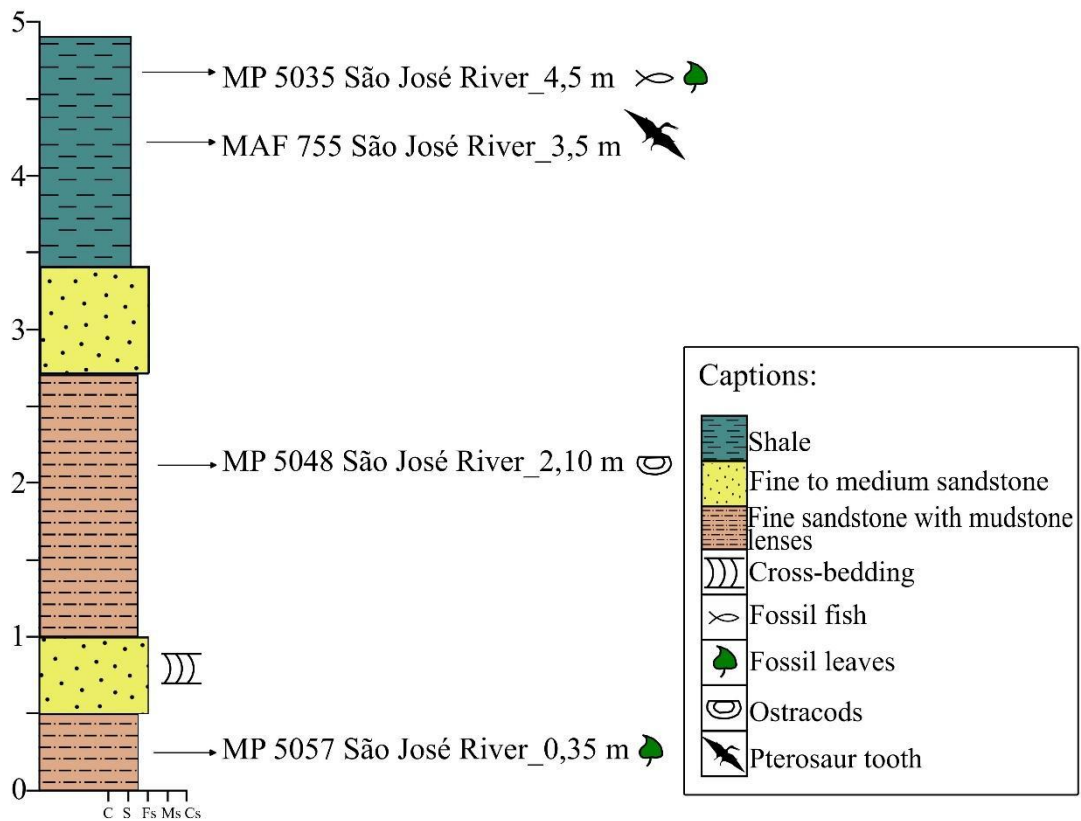 5
MP 5035 São José River_4,5 m
MAF 755 São José River_3,5 m
4
3
Captions:
Shale
Fine to medium sandstone
Fine sandstone with mudstone
lenses
Cross-bedding
Fossil fish
Fossil leaves
Ostracods
Pterosaur tooth
MP 5048 São José River_2,10 m
2
1
MP 5057 São José River_0,35 m
0
C S Fs Ms Cs